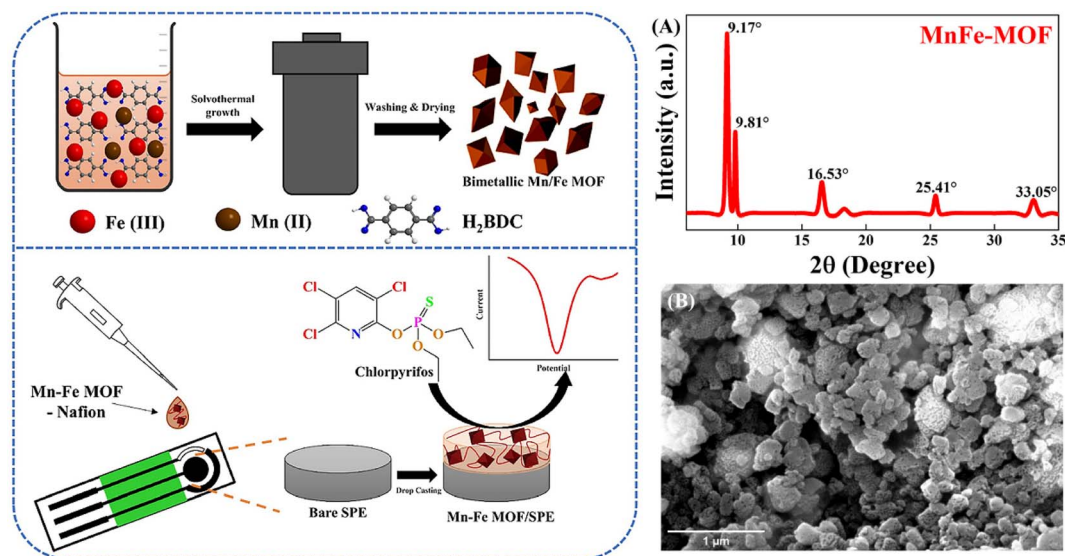 Solvothermal
growth
Washing & Drying
Bimetallic Mn/Fe MOF
Fe (III)
Mn (II)
H₂BDC
Mn-Fe MOF
- Nafion
Cl
Cl
Cl
N
O
P
S
O
O
Chlorpyrifos
Current
Potential
Bare SPE
Drop Casting
Mn-Fe MOF/SPE
(A)
MnFe-MOF
9.17°
9.81°
16.53°
25.41°
33.05°
Intensity (a.u.)
10 15 20 25 30 35
2θ (Degree)
(B)
1 µm